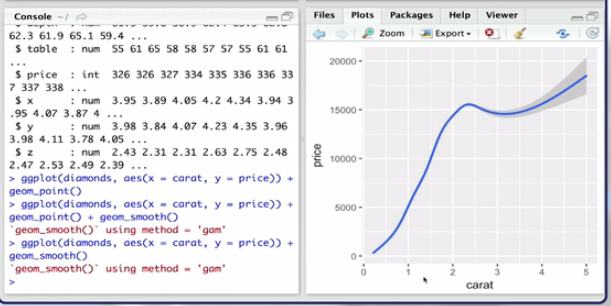 Console ~/
62.3 61.9 65.1 59.4 ...
$ table : num 55 61 65 58 58 57 57 55 61 61
...
$ price : int 326 326 327 334 335 336 336 33
7 337 338 ...
$ x : num 3.95 3.89 4.05 4.2 4.34 3.94 3
.95 4.07 3.87 4 ...
$ y : num 3.98 3.84 4.07 4.23 4.35 3.96
3.98 4.11 3.78 4.05 ...
$ z : num 2.43 2.31 2.31 2.63 2.75 2.48
2.47 2.53 2.49 2.39 ...
> ggplot(diamonds, aes(x = carat, y = price)) +
geom_point()
> ggplot(diamonds, aes(x = carat, y = price)) +
geom_point() + geom_smooth()
`geom_smooth()` using method = 'gam'
> ggplot(diamonds, aes(x = carat, y = price)) +
geom_smooth()
`geom_smooth()` using method = 'gam'
>
Files Plots Packages Help Viewer
Zoom Export
20000
15000
10000
5000
0
price
0 1 2 3 4 5
carat